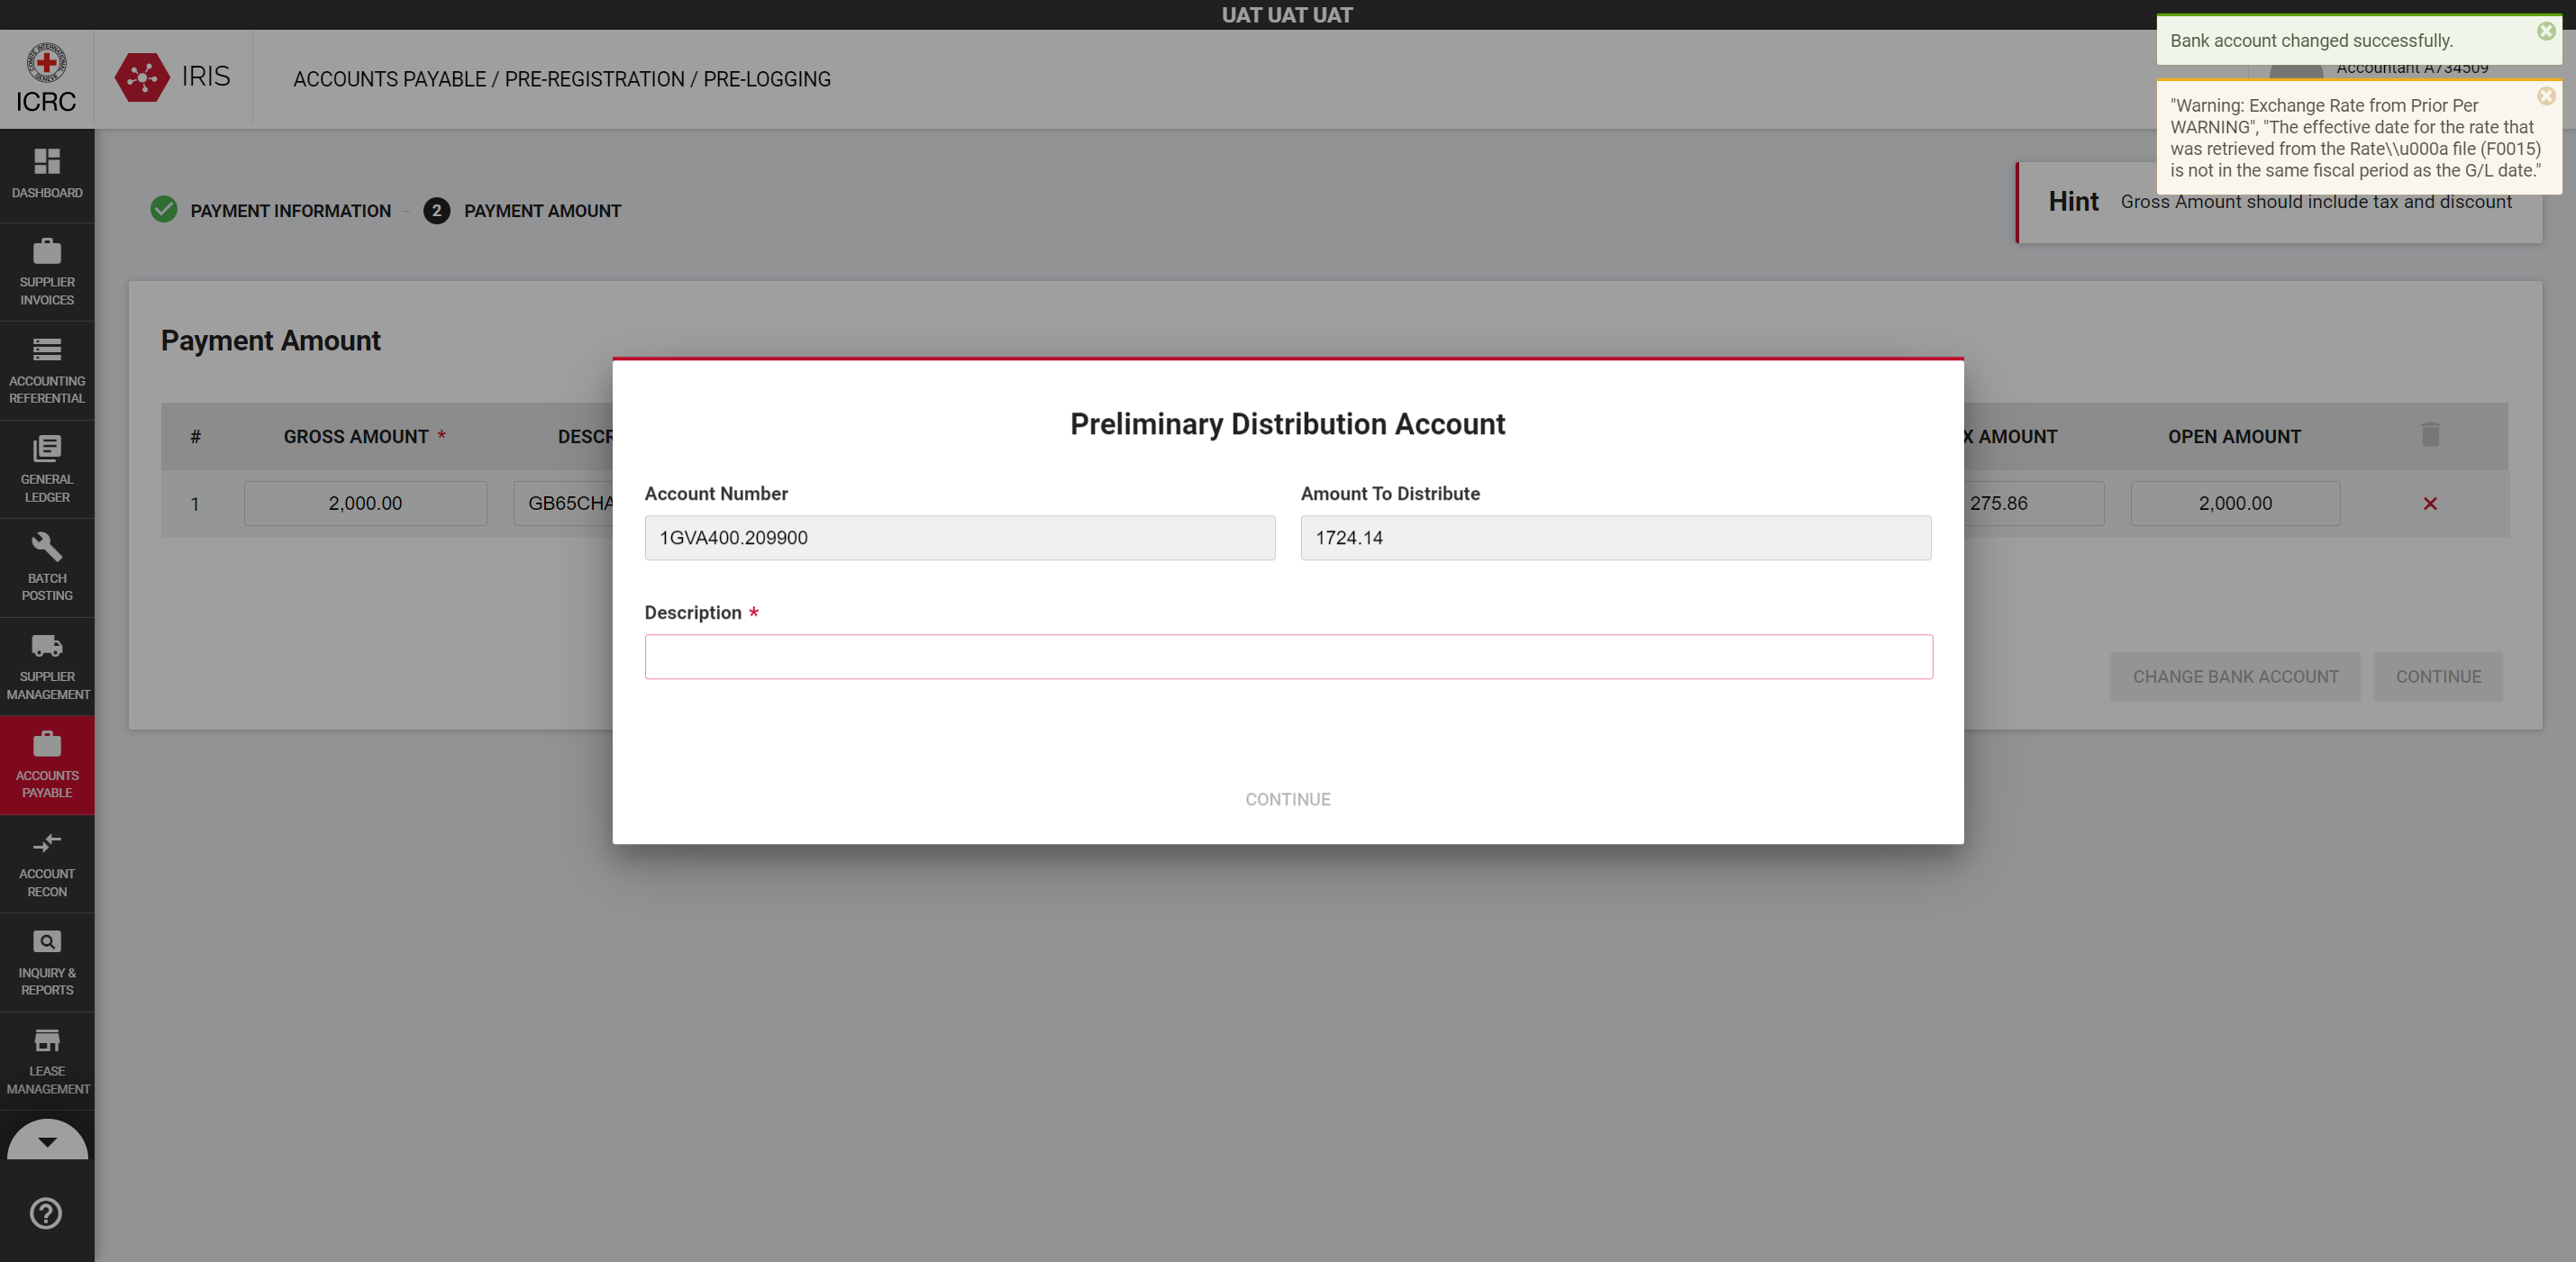 UAT UAT UAT
ICRC
IRIS
ACCOUNTS PAYABLE / PRE-REGISTRATION / PRE-LOGGING
Accountant A734509
Bank account changed successfully.
"Warning: Exchange Rate from Prior Per
WARNING", "The effective date for the rate that
was retrieved from the Rate\\u000a file (F0015)
is not in the same fiscal period as the G/L date."
DASHBOARD
SUPPLIER
INVOICES
ACCOUNTING
REFERENTIAL
GENERAL
LEDGER
BATCH
POSTING
SUPPLIER
MANAGEMENT
ACCOUNTS
PAYABLE
ACCOUNT
RECON
INQUIRY &
REPORTS
LEASE
MANAGEMENT
PAYMENT INFORMATION
2 PAYMENT AMOUNT
Hint Gross Amount should include tax and discount
Payment Amount
# GROSS AMOUNT * DESCR
X AMOUNT OPEN AMOUNT
1 2,000.00 GB65CHA
275.86 2,000.00
CHANGE BANK ACCOUNT CONTINUE
Preliminary Distribution Account
Account Number Amount To Distribute
1GVA400.209900 1724.14
Description *
CONTINUE